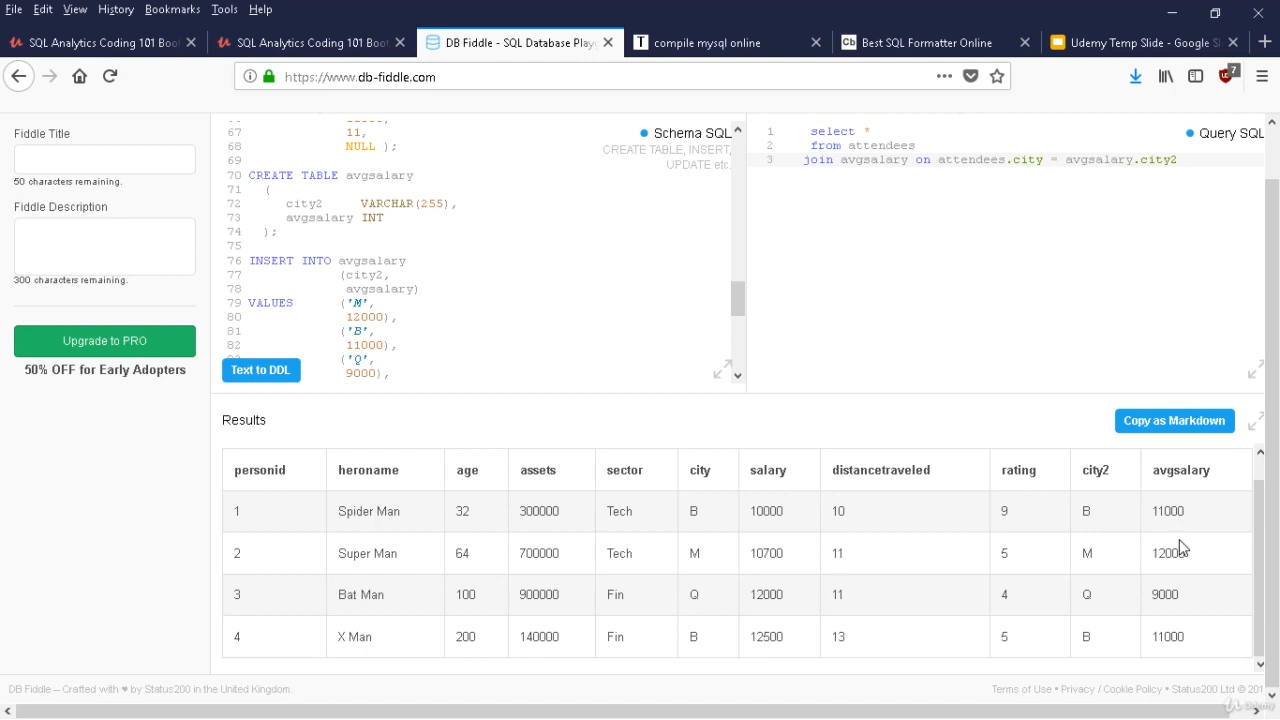 File Edit View History Bookmarks Tools Help
SQL Analytics Coding 101 Boo
SQL Analytics Coding 101 Boo
DB Fiddle - SQL Database Play
T compile mysql online
Cb Best SQL Formatter Online
Udemy Temp Slide - Google S
https://www.db-fiddle.com
7
Fiddle Title
50 characters remaining.
Fiddle Description
300 characters remaining.
Upgrade to PRO
50% OFF for Early Adopters
Schema SQL
CREATE TABLE, INSERT,
UPDATE etc
67 11,
68 NULL );
69
70 CREATE TABLE avgsalary
71 (
72 city2 VARCHAR(255),
73 avgsalary INT
74 );
75
76 INSERT INTO avgsalary
77 (city2,
78 avgsalary)
79 VALUES ('M',
80 12000),
81 ('B',
82 11000),
('Q',
9000),
Text to DDL
Query SQL
1 select *
2 from attendees
3 join avgsalary on attendees.city = avgsalary.city2
Results
Copy as Markdown
personid heroname age assets sector city salary distancetraveled rating city2 avgsalary
1 Spider Man 32 300000 Tech B 10000 10 9 B 11000
2 Super Man 64 700000 Tech M 10700 11 5 M 12000
3 Bat Man 100 900000 Fin Q 12000 11 4 Q 9000
4 X Man 200 140000 Fin B 12500 13 5 B 11000
DB Fiddle – Crafted with ♥ by Status200 in the United Kingdom.
Terms of Use • Privacy / Cookie Policy • Status200 Ltd © 201
Udemy